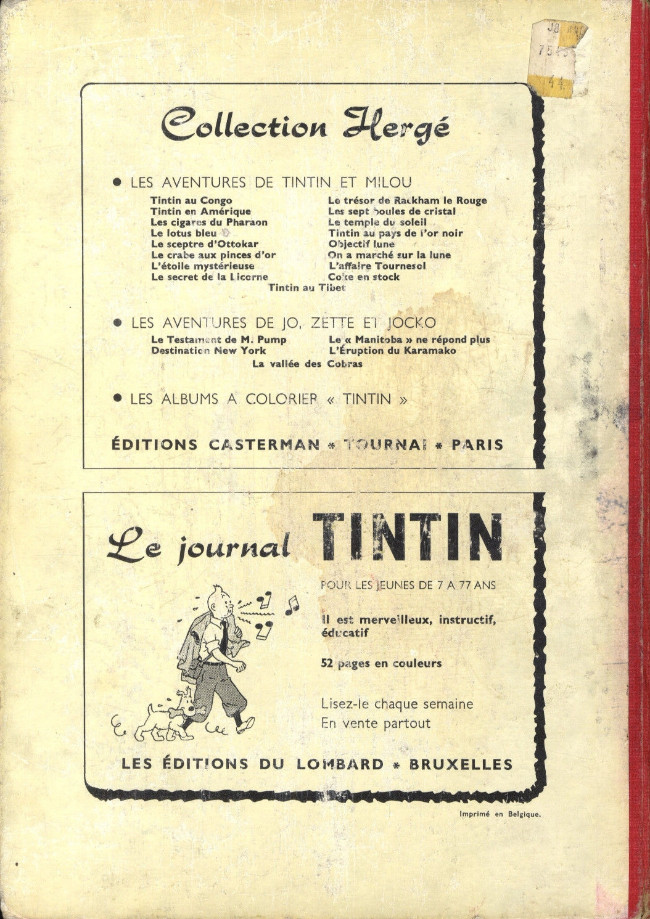 JB
754
44
Collection Hergé
● LES AVENTURES DE TINTIN ET MILOU
Tintin au Congo
Tintin en Amérique
Les cigares du Pharaon
Le lotus bleu
Le sceptre d'Ottokar
Le crabe aux pinces d'or
L'étoile mystérieuse
Le secret de la Licorne
Le trésor de Rackham le Rouge
Les sept boules de cristal
Le temple du soleil
Tintin au pays de l'or noir
Objectif lune
On a marché sur la lune
L'affaire Tournesol
Coke en stock
Tintin au Tibet
● LES AVENTURES DE JO, ZETTE ET JOCKO
Le Testament de M. Pump
Destination New York
Le « Manitoba » ne répond plus
L'Éruption du Karamako
La vallée des Cobras
● LES ALBUMS A COLORIER « TINTIN »
ÉDITIONS CASTERMAN * TOURNAI * PARIS
Le journal TINTIN
POUR LES JEUNES DE 7 A 77 ANS
Il est merveilleux, instructif,
éducatif
52 pages en couleurs
Lisez-le chaque semaine
En vente partout
LES ÉDITIONS DU LOMBARD * BRUXELLES
Imprimé en Belgique.